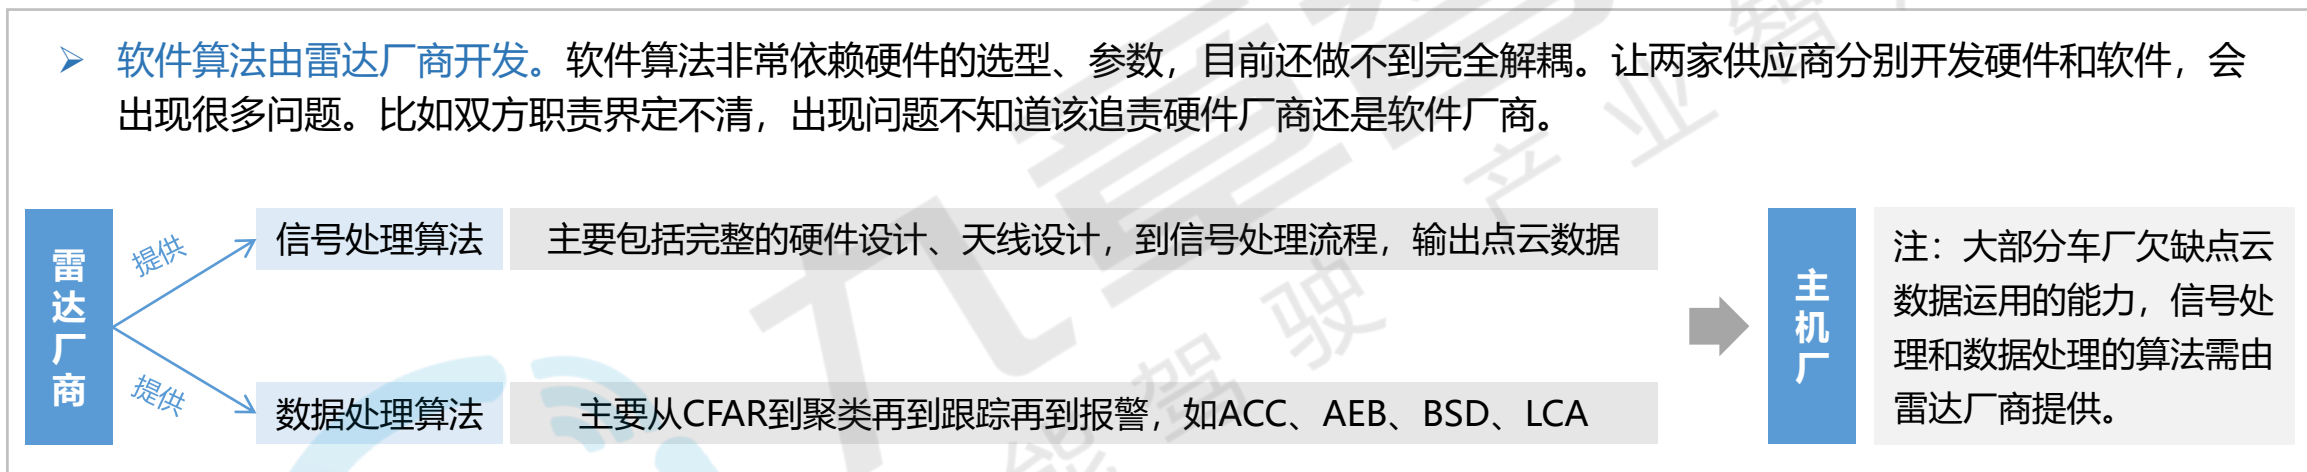 软件算法由雷达厂商开发。软件算法非常依赖硬件的选型、参数，目前还做不到完全解耦。让两家供应商分别开发硬件和软件，会
出现很多问题。比如双方职责界定不清，出现问题不知道该追责硬件厂商还是软件厂商。
雷达厂商
提供
信号处理算法
主要包括完整的硬件设计、天线设计，到信号处理流程，输出点云数据
提供
数据处理算法
主要从CFAR到聚类再到跟踪再到报警，如ACC、AEB、BSD、LCA
主机厂
注：大部分车厂欠缺点云
数据运用的能力，信号处
理和数据处理的算法需由
雷达厂商提供。
九章
能驾驶
产业智